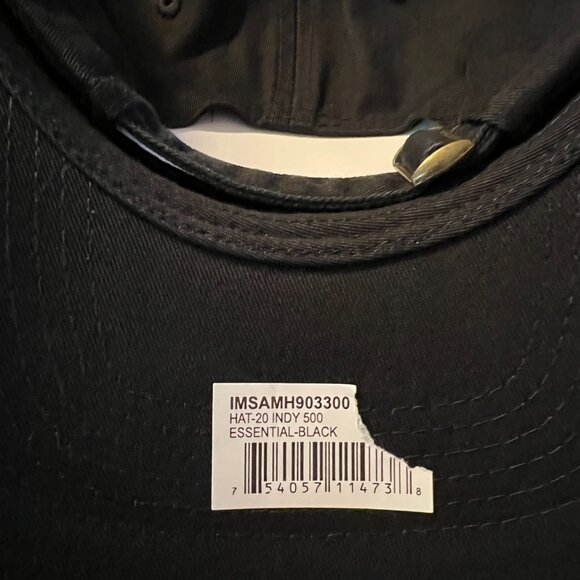 IMSAMH903300
HAT-20 INDY 500
ESSENTIAL-BLACK
7 54057 11473 8